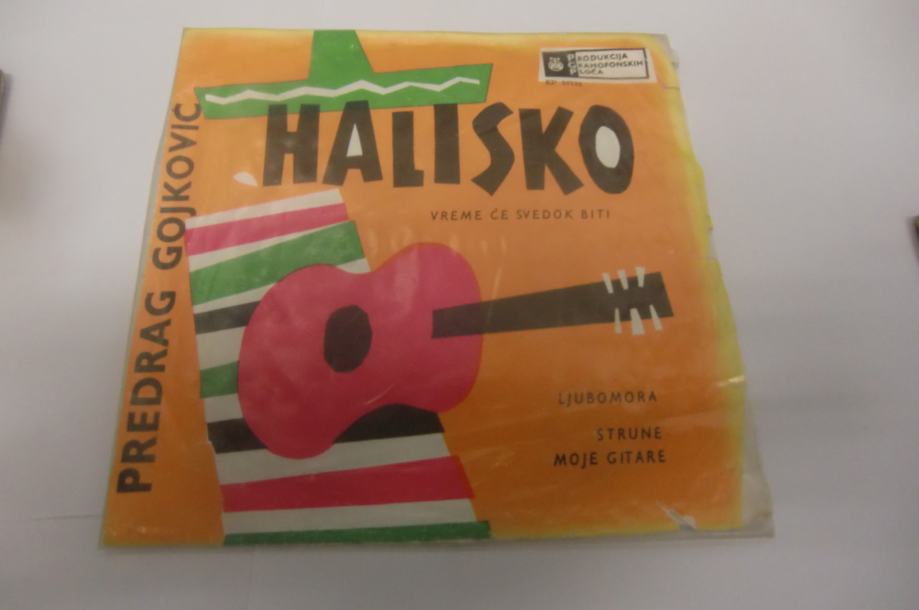 PREDRAG GOJKOVIĆ
PRODUKCIJA
GRAMOFONSKIH
PLOČA
HALISKO
VREME ĆE SVEDOK BITI
LJUBOMORA
STRUNE
MOJE GITARE